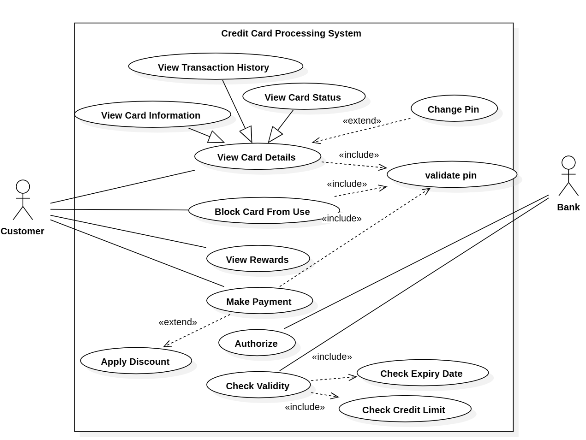 Credit Card Processing System
View Transaction History
View Card Status
View Card Information
Change Pin
«extend»
View Card Details
«include»
validate pin
«include»
Block Card From Use
«include»
Customer
Bank
View Rewards
Make Payment
«extend»
Authorize
Apply Discount
«include»
Check Expiry Date
Check Validity
«include»
Check Credit Limit